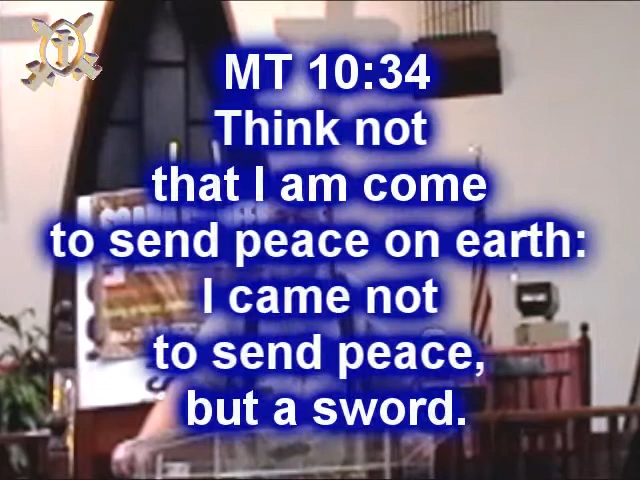 MT 10:34
Think not
that I am come
to send peace on earth:
I came not
to send peace,
but a sword.